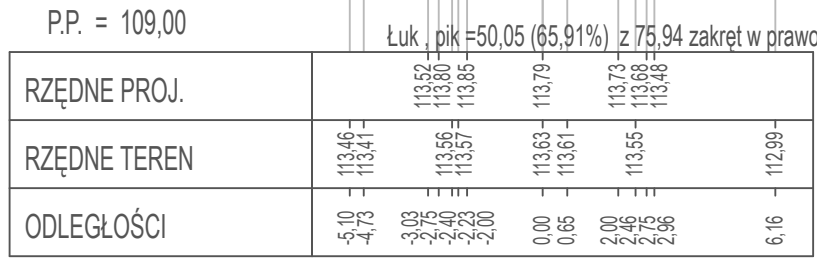 P.P. = 109,00
Łuk , pik =50,05 (65,91%) z 75,94 zakręt w prawo
RZĘDNE PROJ. 113,52 113,80 113,85 113,79 113,73 113,68 113,48
RZĘDNE TEREN 113,46 113,41 113,56 113,57 113,63 113,61 113,55 112,99
ODLEGŁOŚCI -5,10 -4,73 -3,03 -2,75 -2,40 -2,23 -2,00 0,00 0,65 2,00 2,46 2,75 2,96 6,16